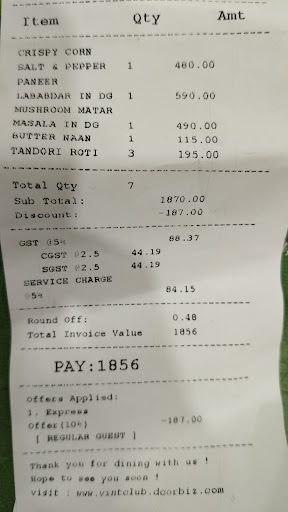 Item Qty Amt
CRISPY CORN
SALT & PEPPER 1 480.00
PANEER
LABABDAR IN DG 1 590.00
MUSHROOM MATAR
MASALA IN DG 1 490.00
BUTTER NAAN 1 115.00
TANDORI ROTI 3 195.00
Total Qty 7
Sub Total: 1870.00
Discount: -187.00
GST @5% 88.37
CGST @2.5 44.19
SGST @2.5 44.19
SERVICE CHARGE
@5% 84.15
Round Off: 0.48
Total Invoice Value 1856
PAY:1856
Offers Applied:
1. Express
Offer(10%) -187.00
[ REGULAR GUEST ]
Thank you for dining with us !
Hope to see you soon !
Visit : www.vintclub.dcorbiz.com